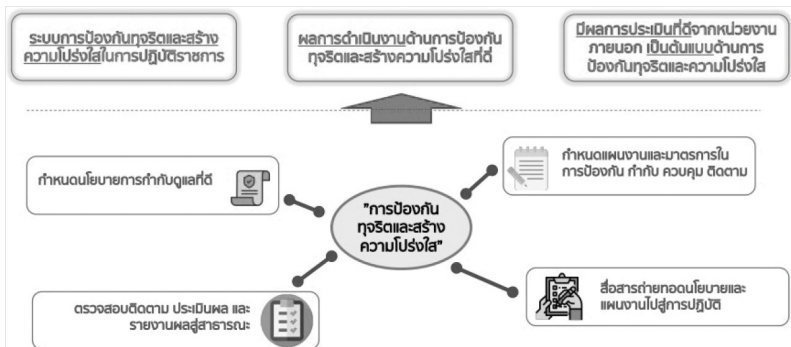 ระบบการป้องกันทุจริตและสร้าง
ความโปร่งใสในการปฏิบัติราชการ
ผลการดำเนินงานด้านการป้องกัน
ทุจริตและสร้างความโปร่งใสที่ดี
มีผลการประเมินที่ดีจากหน่วยงาน
ภายนอก เป็นต้นแบบด้านการ
ป้องกันทุจริตและความโปร่งใส
กำหนดนโยบายการกำกับดูแลที่ดี
กำหนดแผนงานและมาตรการใน
การป้องกัน กำกับ ควบคุม ติดตาม
"การป้องกัน
ทุจริตและสร้าง
ความโปร่งใส"
ตรวจสอบติดตาม ประเมินผล และ
รายงานผลสู่สาธารณะ
สื่อสารถ่ายทอดนโยบายและ
แผนงานไปสู่การปฏิบัติ